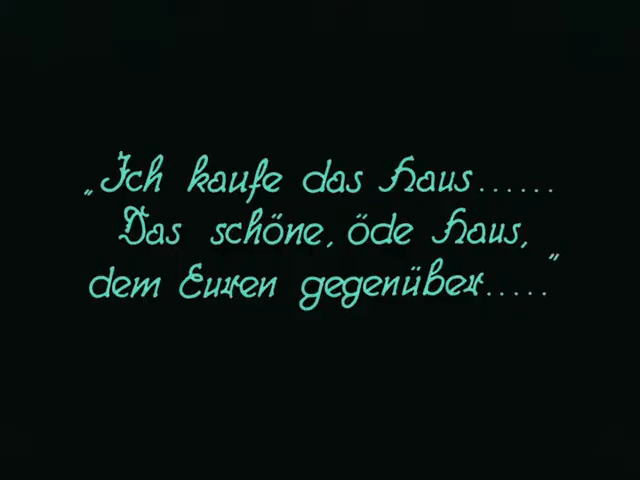 „Ich kaufe das Haus......
Das schöne, öde Haus,
dem Euren gegenüber....."